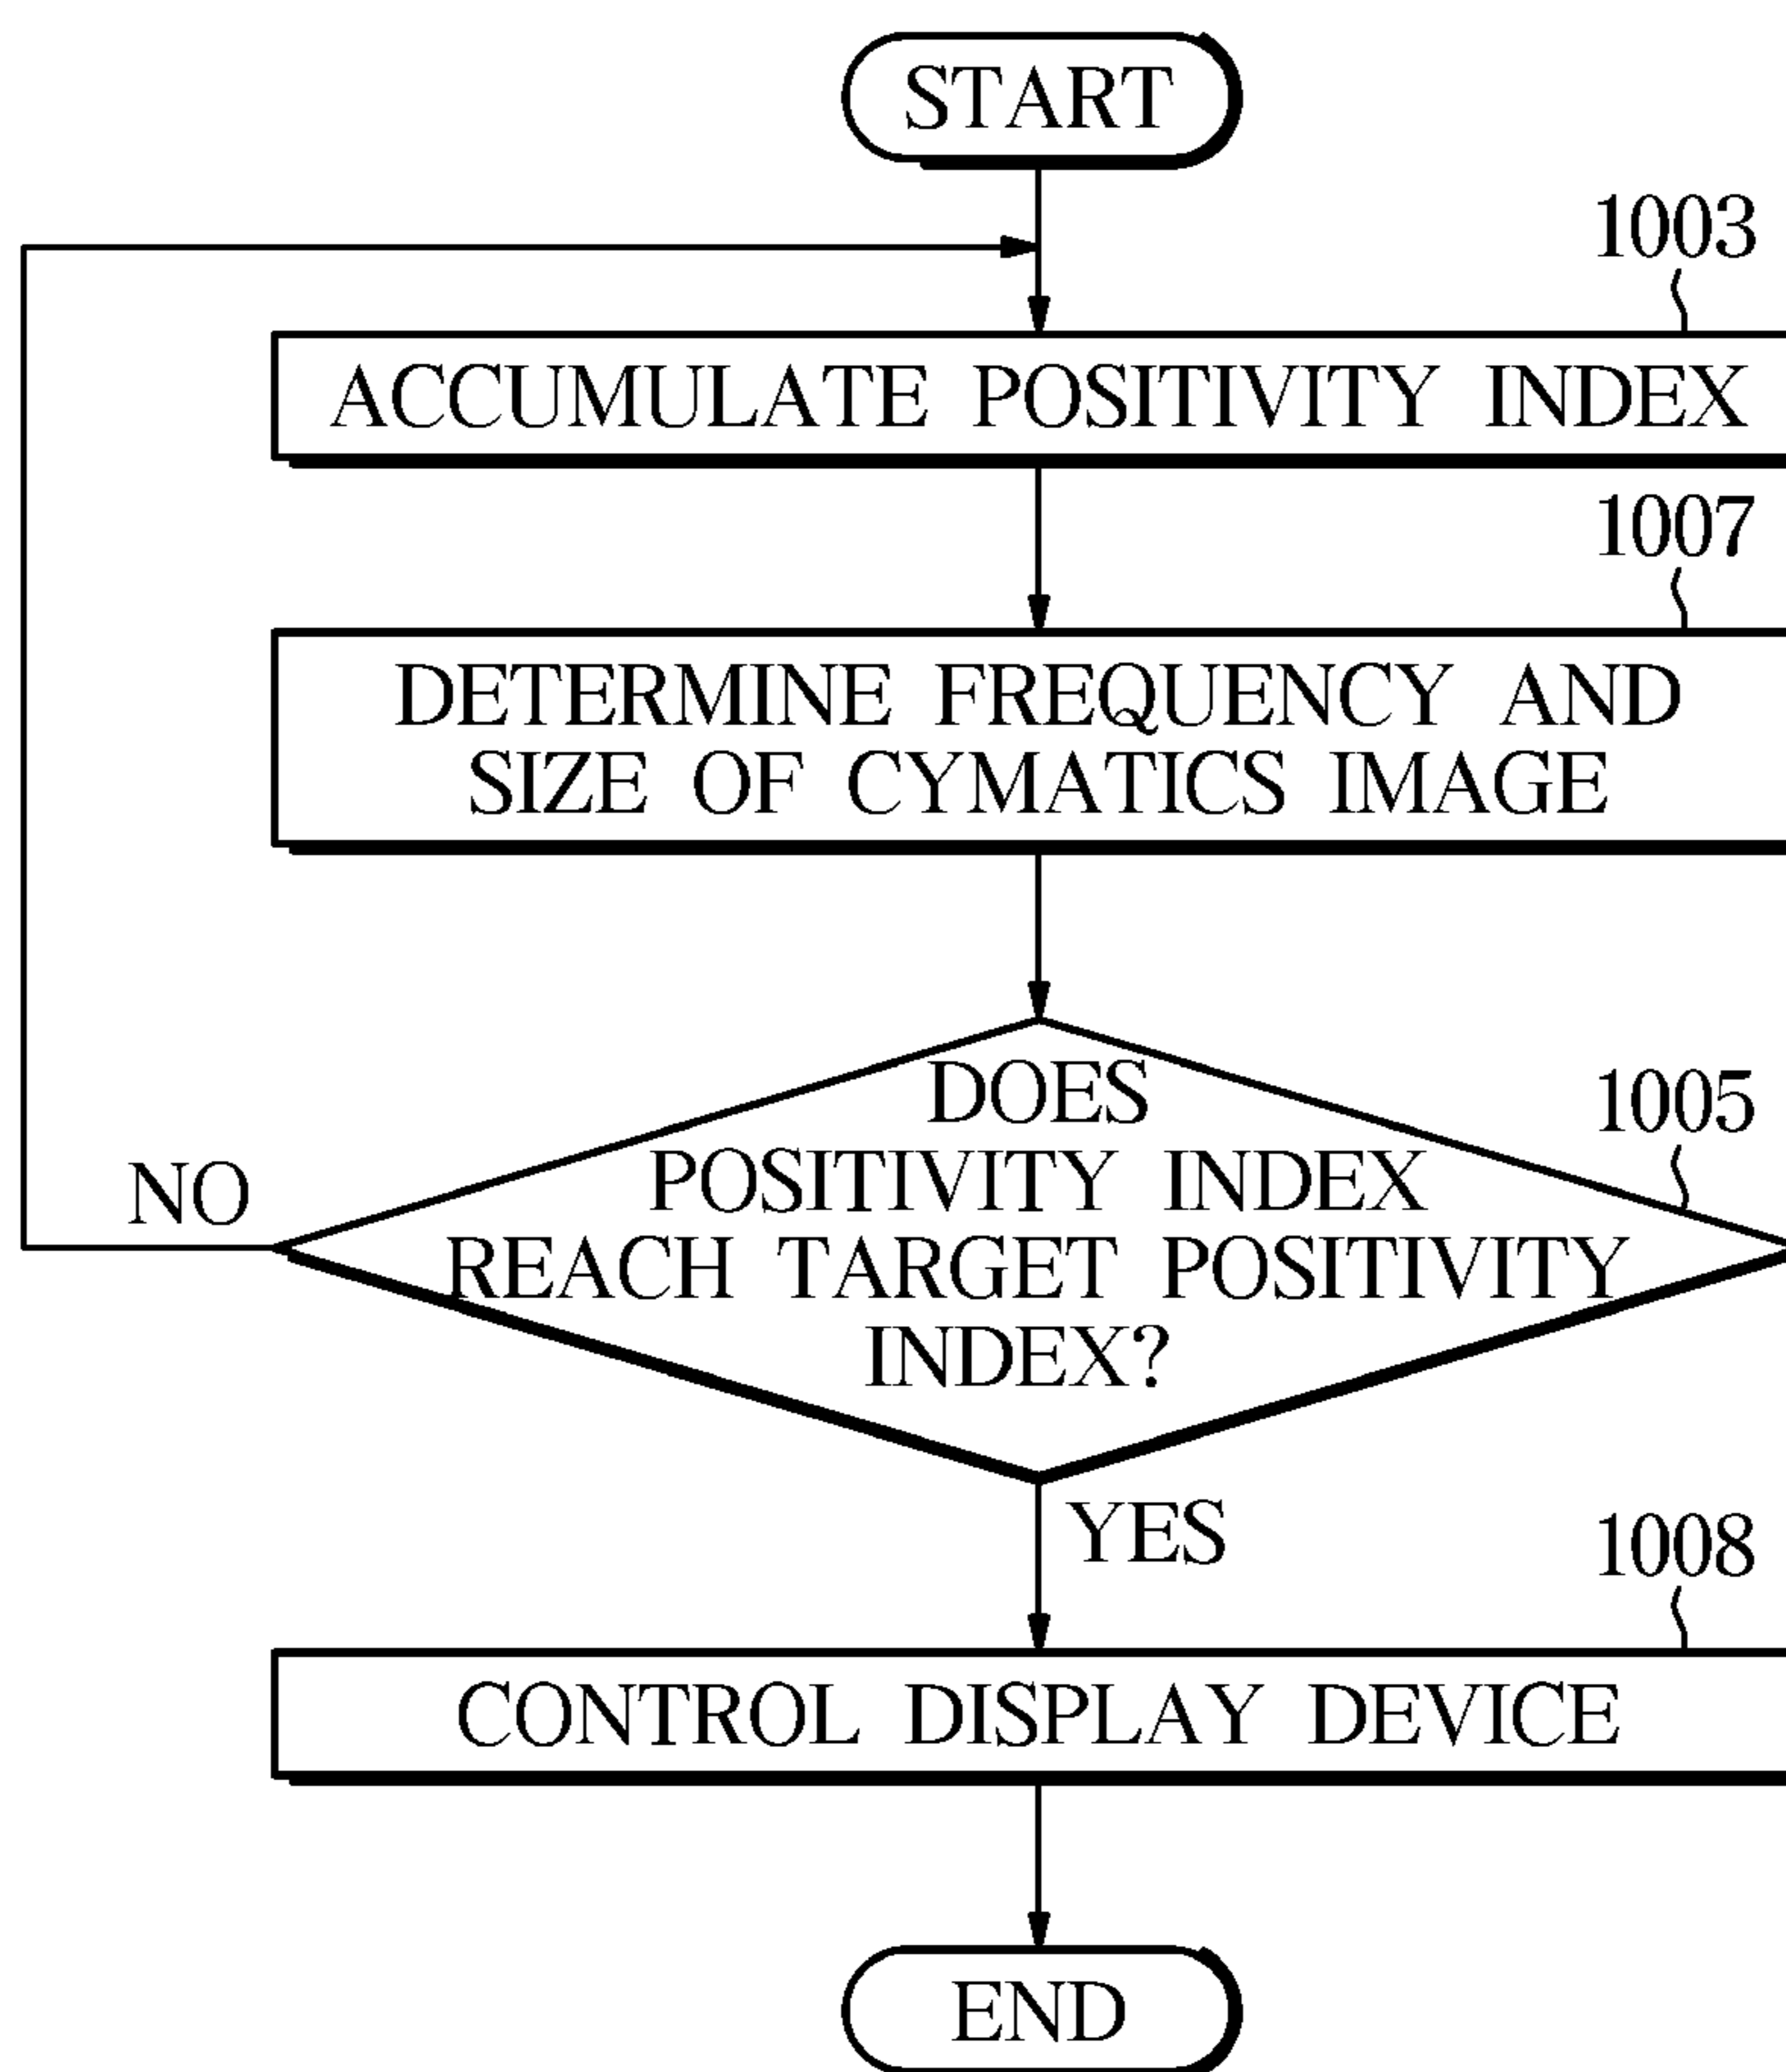 START
1003
ACCUMULATE POSITIVITY INDEX
1007
DETERMINE FREQUENCY AND
SIZE OF CYMATICS IMAGE
1005
DOES
POSITIVITY INDEX
REACH TARGET POSITIVITY
INDEX?
NO
YES
1008
CONTROL DISPLAY DEVICE
END